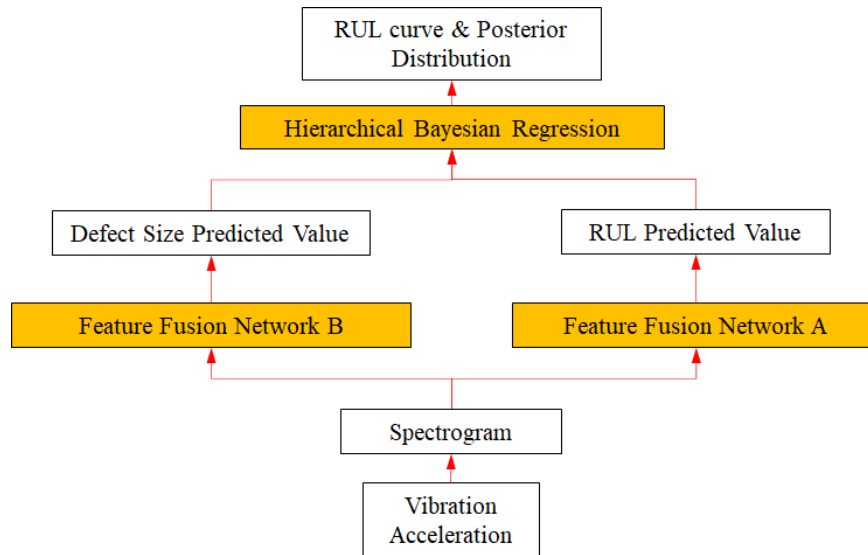 RUL curve & Posterior
Distribution
Hierarchical Bayesian Regression
Defect Size Predicted Value
RUL Predicted Value
Feature Fusion Network B
Feature Fusion Network A
Spectrogram
Vibration
Acceleration